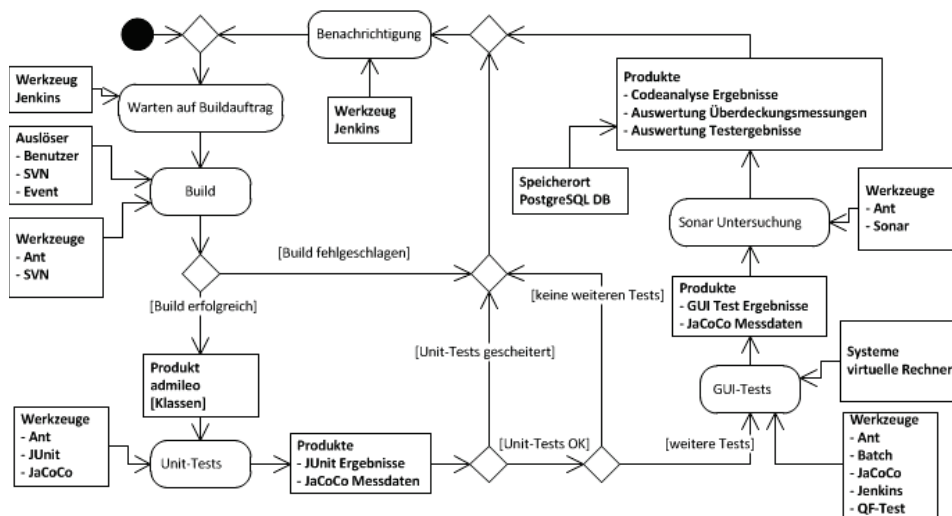 Benachrichtigung
Werkzeug
Jenkins
Warten auf Buildauftrag
Werkzeug
Jenkins
Produkte
- Codeanalyse Ergebnisse
- Auswertung Überdeckungsmessungen
- Auswertung Testergebnisse
Auslöser
- Benutzer
- SVN
- Event
Build
Speicherort
PostgreSQL DB
Werkzeuge
- Ant
- Sonar
Sonar Untersuchung
Werkzeuge
- Ant
- SVN
[Build fehlgeschlagen]
[Build erfolgreich]
[keine weiteren Tests]
Produkte
- GUI Test Ergebnisse
- JaCoCo Messdaten
[Unit-Tests gescheitert]
Systeme
virtuelle Rechner
Produkt
admileo
[Klassen]
GUI-Tests
Werkzeuge
- Ant
- JUnit
- JaCoCo
Unit-Tests
Produkte
- JUnit Ergebnisse
- JaCoCo Messdaten
[Unit-Tests OK]
[weitere Tests]
Werkzeuge
- Ant
- Batch
- JaCoCo
- Jenkins
- QF-Test